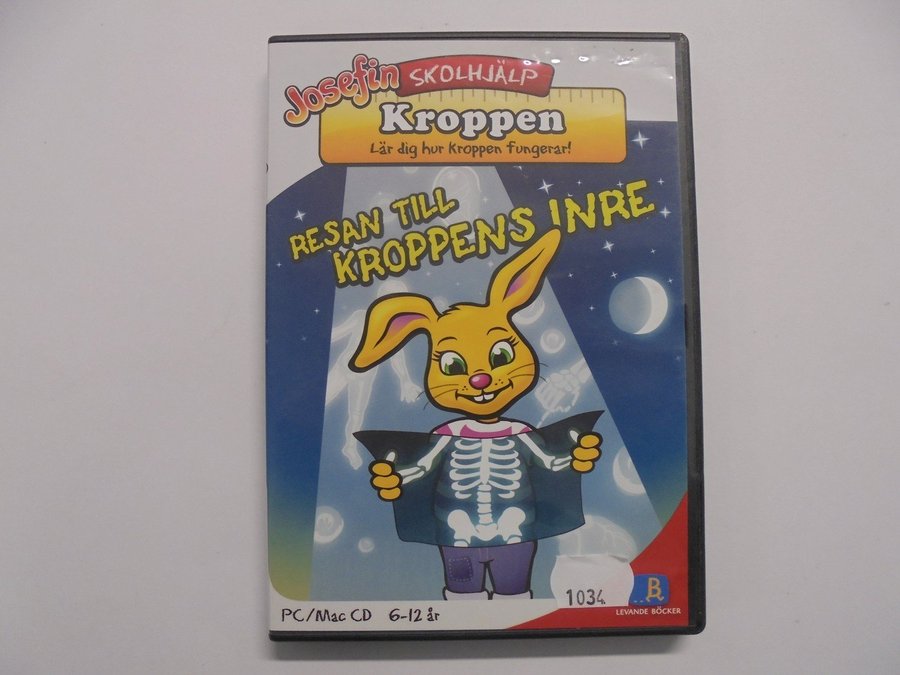 Josefin SKOLHJÄLP
Kroppen
Lär dig hur kroppen fungerar!
RESAN TILL
KROPPENS INRE
1034
LEVANDE BÖCKER
PC/Mac CD 6-12 år